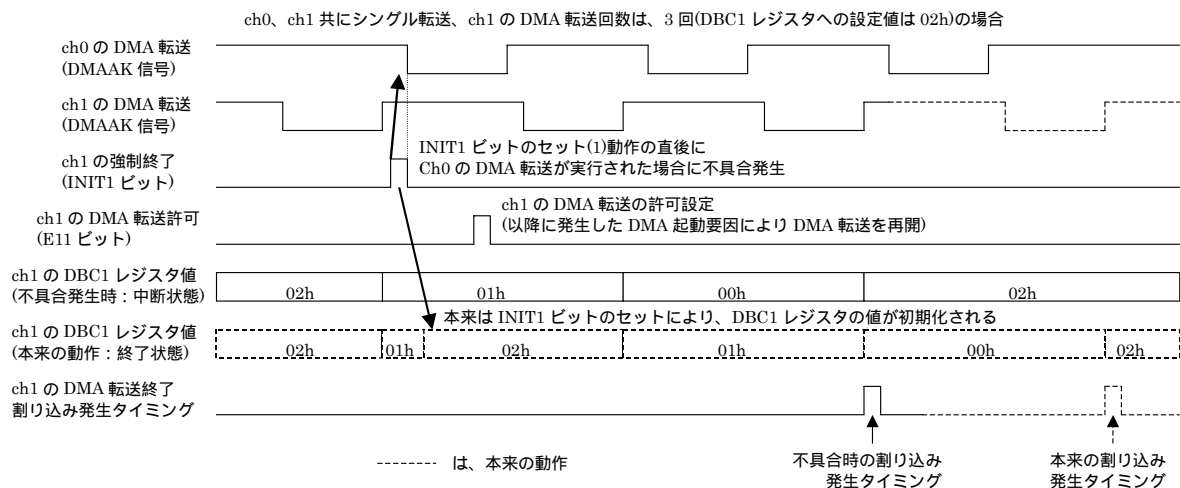 ch0、ch1 共にシングル転送、ch1 の DMA 転送回数は、3 回(DBC1 レジスタへの設定値は 02h)の場合
ch0 の DMA 転送
(DMAAK 信号)
ch1 の DMA 転送
(DMAAK 信号)
ch1 の強制終了
(INIT1 ビット)
INIT1 ビットのセット(1)動作の直後に
Ch0 の DMA 転送が実行された場合に不具合発生
ch1 の DMA 転送許可
(E11 ビット)
ch1 の DMA 転送の許可設定
(以降に発生した DMA 起動要因により DMA 転送を再開)
ch1 の DBC1 レジスタ値
(不具合発生時：中断状態)
02h 01h 00h 02h
本来は INIT1 ビットのセットにより、DBC1 レジスタの値が初期化される
ch1 の DBC1 レジスタ値
(本来の動作：終了状態)
02h 01h 02h 01h 00h 02h
ch1 の DMA 転送終了
割り込み発生タイミング
------ は、本来の動作
不具合時の割り込み
発生タイミング
本来の割り込み
発生タイミング